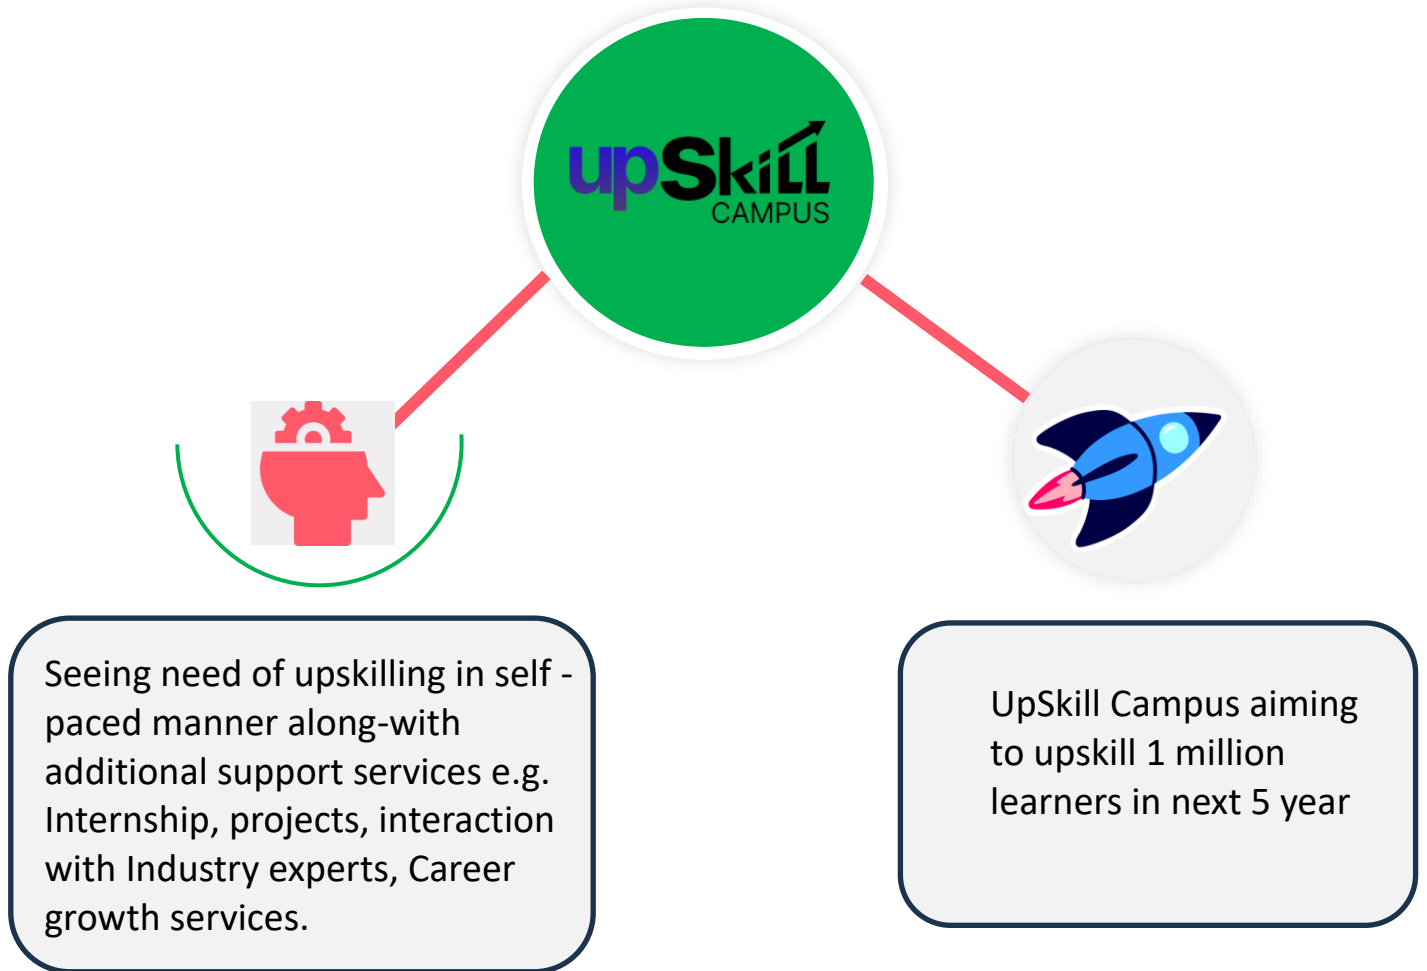 upSkill
CAMPUS
Seeing need of upskilling in self -
paced manner along-with
additional support services e.g.
Internship, projects, interaction
with Industry experts, Career
growth services.
UpSkill Campus aiming
to upskill 1 million
learners in next 5 year